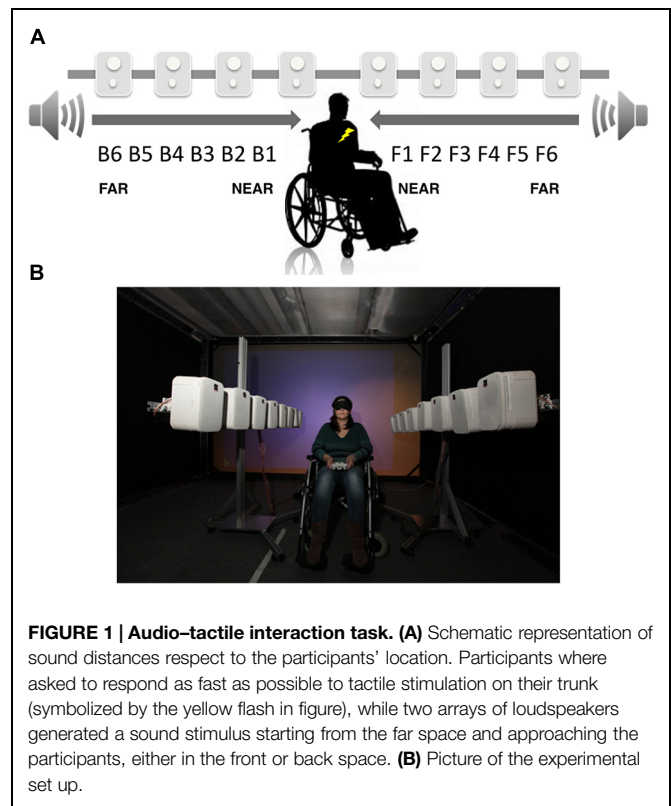 A
B6 B5 B4 B3 B2 B1
F1 F2 F3 F4 F5 F6
FAR
NEAR
NEAR
FAR
B
FIGURE 1 | Audio–tactile interaction task. (A) Schematic representation of
sound distances respect to the participants’ location. Participants where
asked to respond as fast as possible to tactile stimulation on their trunk
(symbolized by the yellow flash in figure), while two arrays of loudspeakers
generated a sound stimulus starting from the far space and approaching the
participants, either in the front or back space. (B) Picture of the experimental
set up.